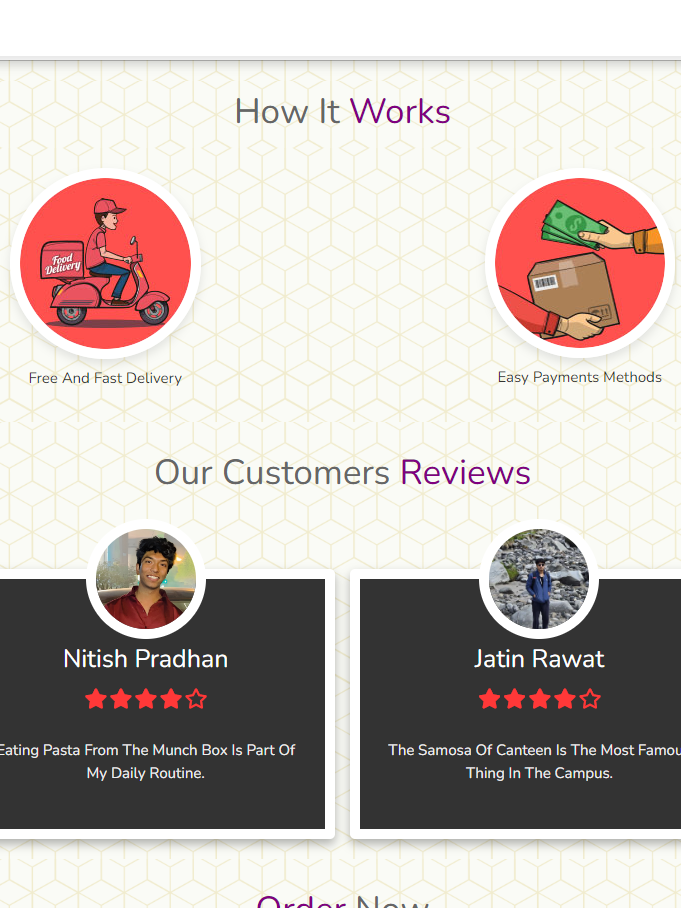 How It Works
Food
Delivery
Free And Fast Delivery
Easy Payments Methods
Our Customers Reviews
Nitish Pradhan
Eating Pasta From The Munch Box Is Part Of
My Daily Routine.
Jatin Rawat
The Samosa Of Canteen Is The Most Famou
Thing In The Campus.
Order Now